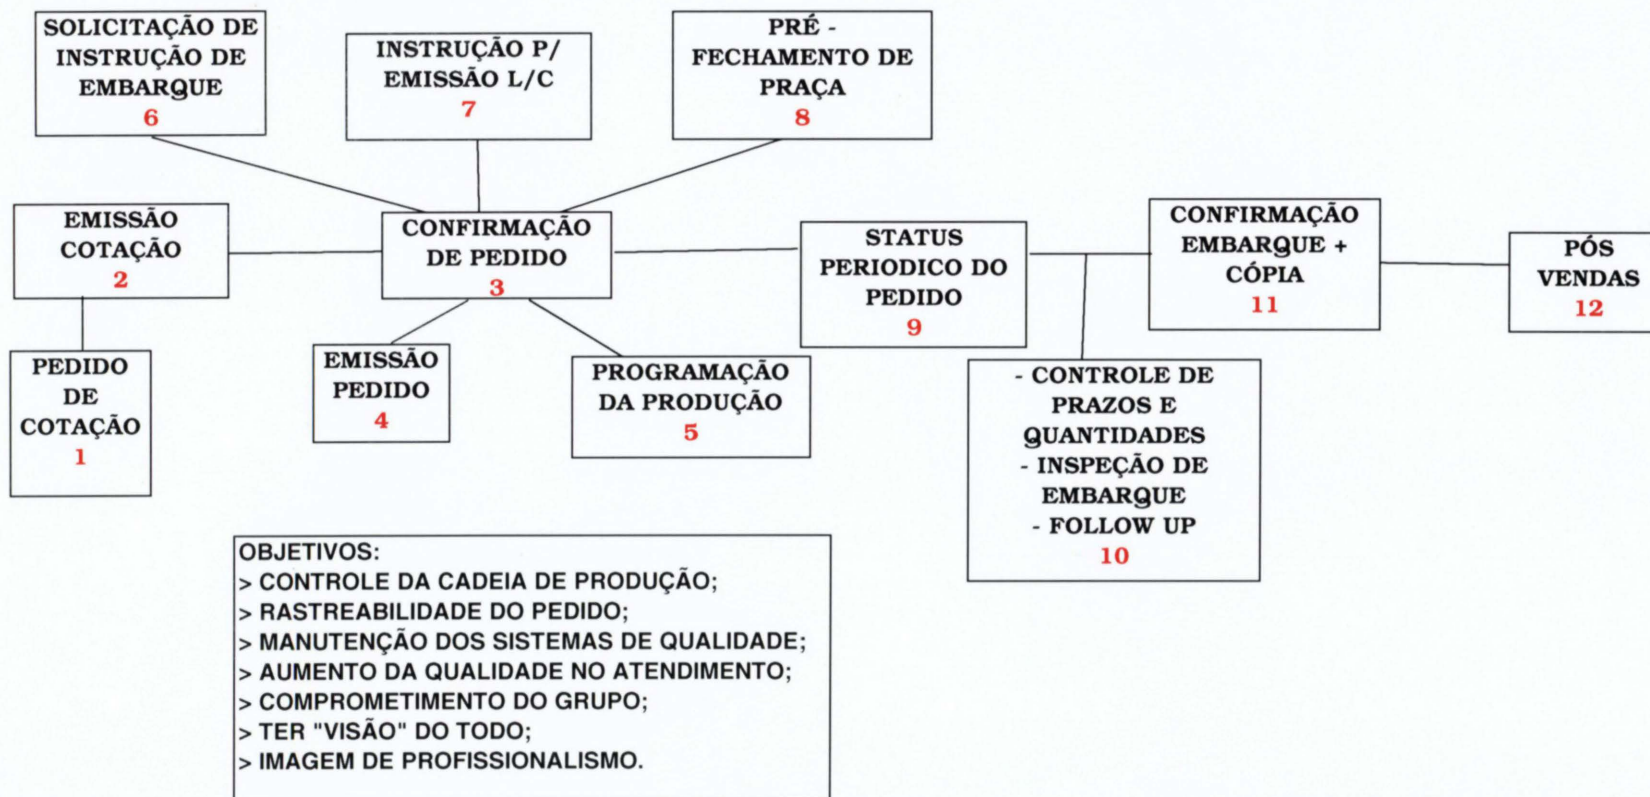 SOLICITAÇÃO DE
INSTRUÇÃO DE
EMBARQUE
6
INSTRUÇÃO P/
EMISSÃO L/C
7
PRÉ -
FECHAMENTO DE
PRAÇA
8
EMISSÃO
COTAÇÃO
2
CONFIRMAÇÃO
DE PEDIDO
3
STATUS
PERIODICO DO
PEDIDO
9
CONFIRMAÇÃO
EMBARQUE +
CÓPIA
11
PÓS
VENDAS
12
PEDIDO
DE
COTAÇÃO
1
EMISSÃO
PEDIDO
4
PROGRAMAÇÃO
DA PRODUÇÃO
5
- CONTROLE DE
PRAZOS E
QUANTIDADES
- INSPEÇÃO DE
EMBARQUE
- FOLLOW UP
10
OBJETIVOS:
> CONTROLE DA CADEIA DE PRODUÇÃO;
> RASTREABILIDADE DO PEDIDO;
> MANUTENÇÃO DOS SISTEMAS DE QUALIDADE;
> AUMENTO DA QUALIDADE NO ATENDIMENTO;
> COMPROMETIMENTO DO GRUPO;
> TER "VISÃO" DO TODO;
> IMAGEM DE PROFISSIONALISMO.